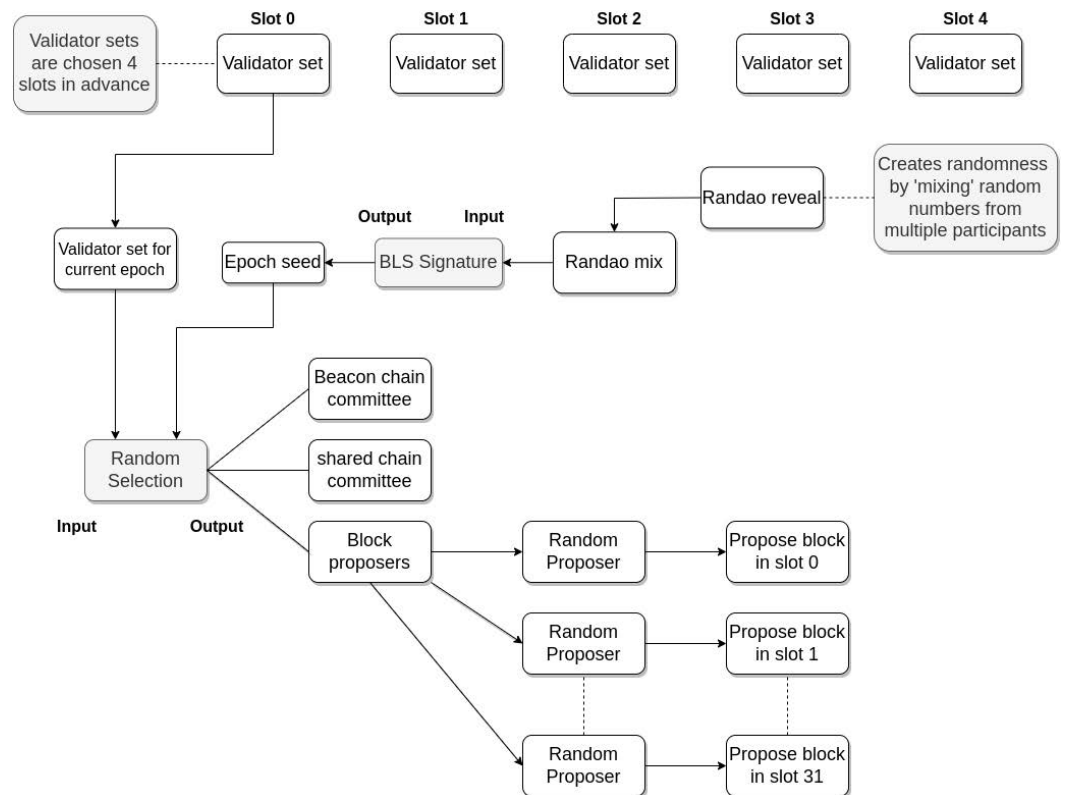 Slot 0
Slot 1
Slot 2
Slot 3
Slot 4
Validator sets
are chosen 4
slots in advance
Validator set
Validator set
Validator set
Validator set
Validator set
Creates randomness
by 'mixing' random
numbers from
multiple participants
Randao reveal
Output
Input
Validator set for
current epoch
Epoch seed
BLS Signature
Randao mix
Beacon chain
committee
Random
Selection
shared chain
committee
Input
Output
Block
proposers
Random
Proposer
Propose block
in slot 0
Random
Proposer
Propose block
in slot 1
Random
Proposer
Propose block
in slot 31